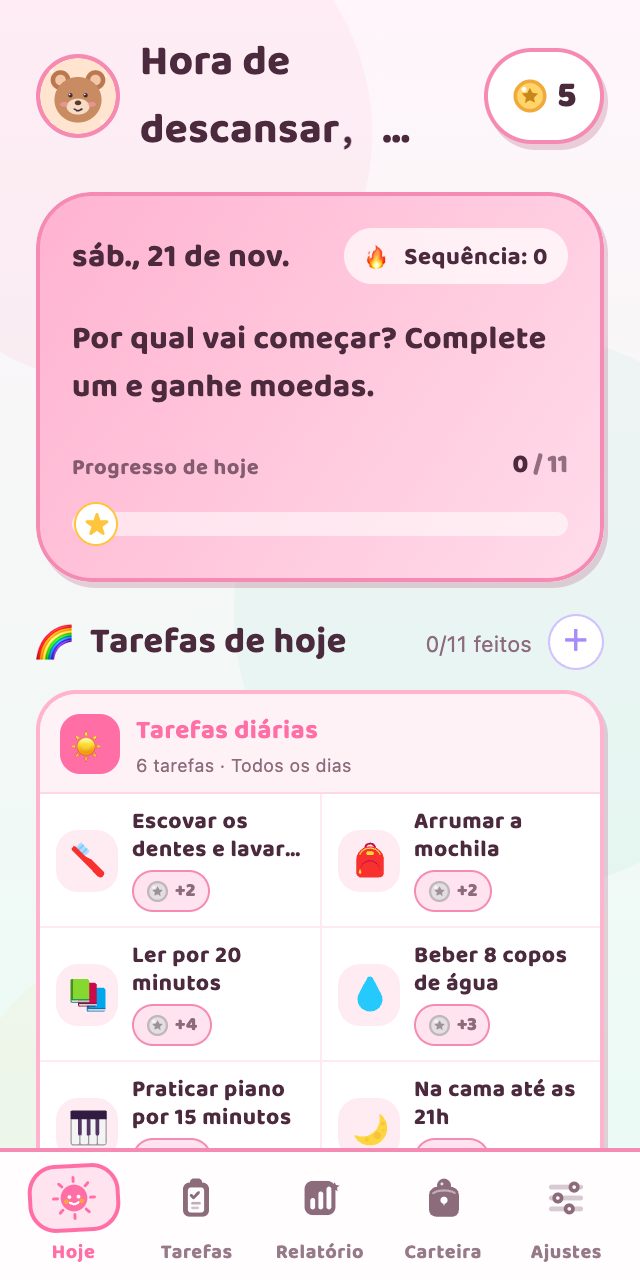 Hora de
descansar, ...
5
sáb., 21 de nov.
Sequência: 0
Por qual vai começar? Complete
um e ganhe moedas.
Progresso de hoje
0 / 11
Tarefas de hoje
0/11 feitos
+
Tarefas diárias
6 tarefas · Todos os dias
Escovar os
dentes e lavar...
+2
Arrumar a
mochila
+2
Ler por 20
minutos
+4
Beber 8 copos
de água
+3
Praticar piano
por 15 minutos
Na cama até as
21h
Hoje
Tarefas
Relatório
Carteira
Ajustes